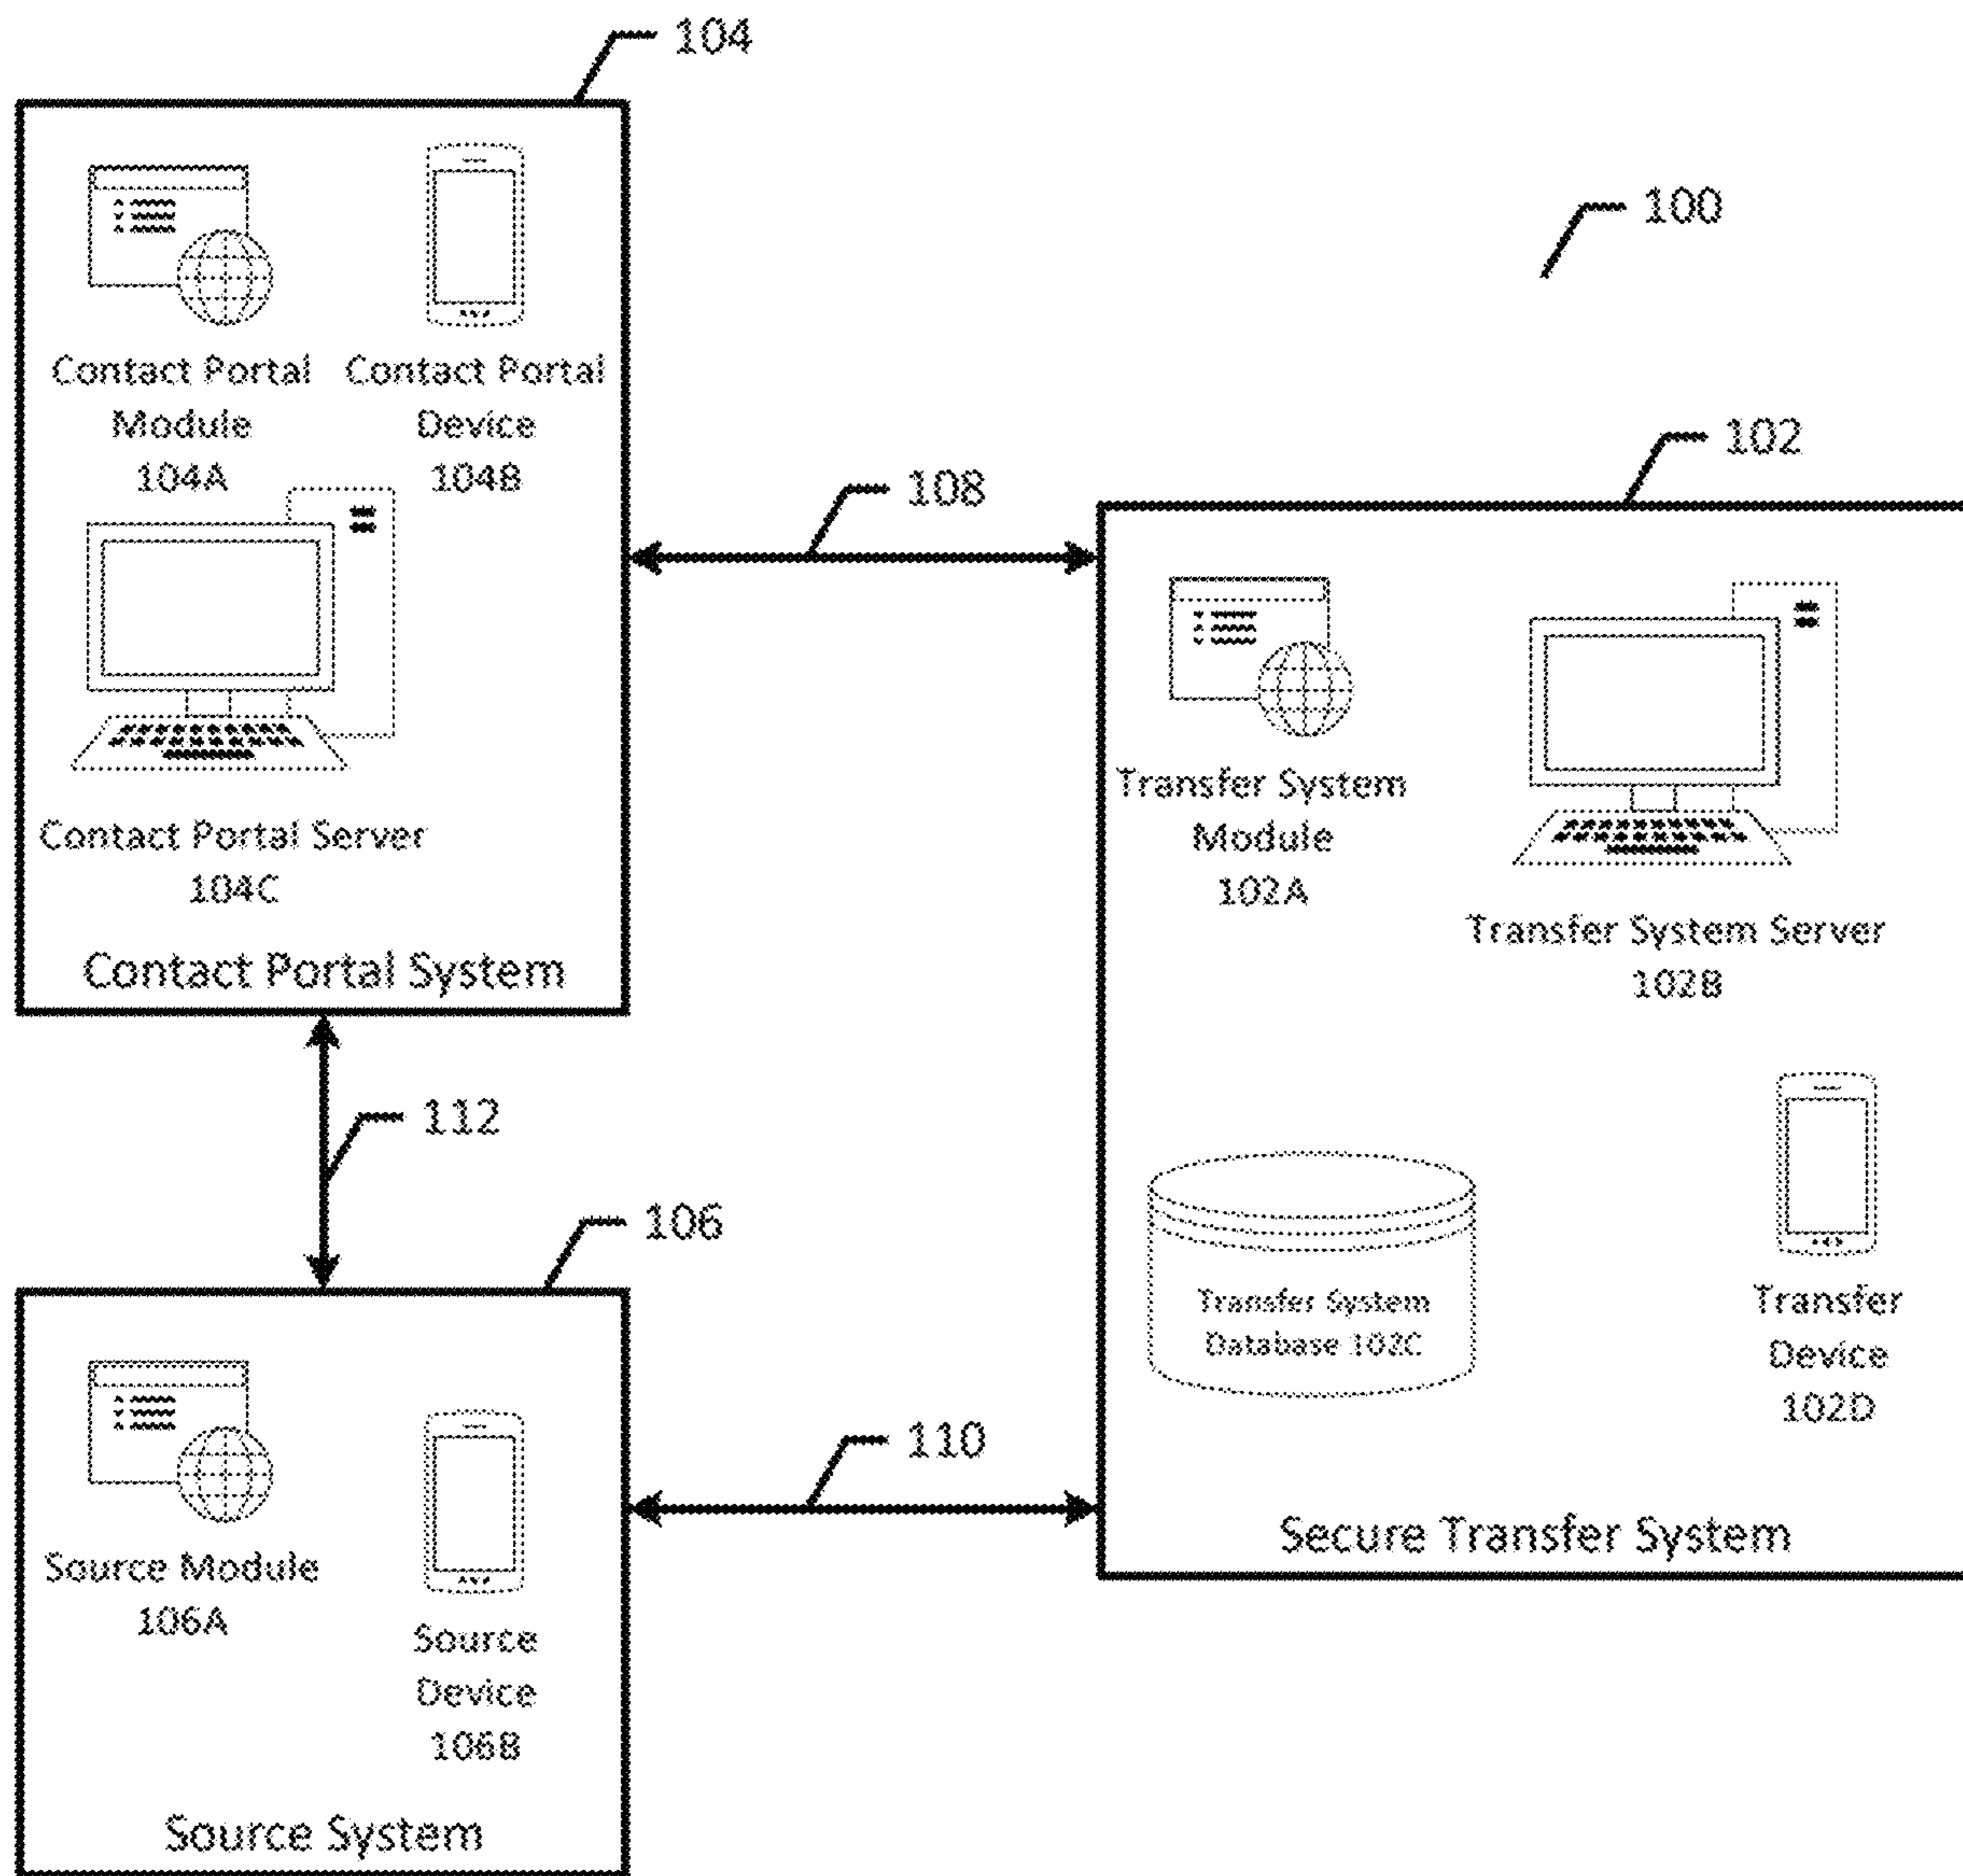 104
100
Contact Portal
Module
104A
Contact Portal
Device
104B
102
108
Contact Portal Server
104C
Contact Portal System
Transfer System
Module
102A
Transfer System Server
102B
112
106
Transfer System
Database 102C
Transfer
Device
102D
110
Secure Transfer System
Source Module
106A
Source
Device
106B
Source System